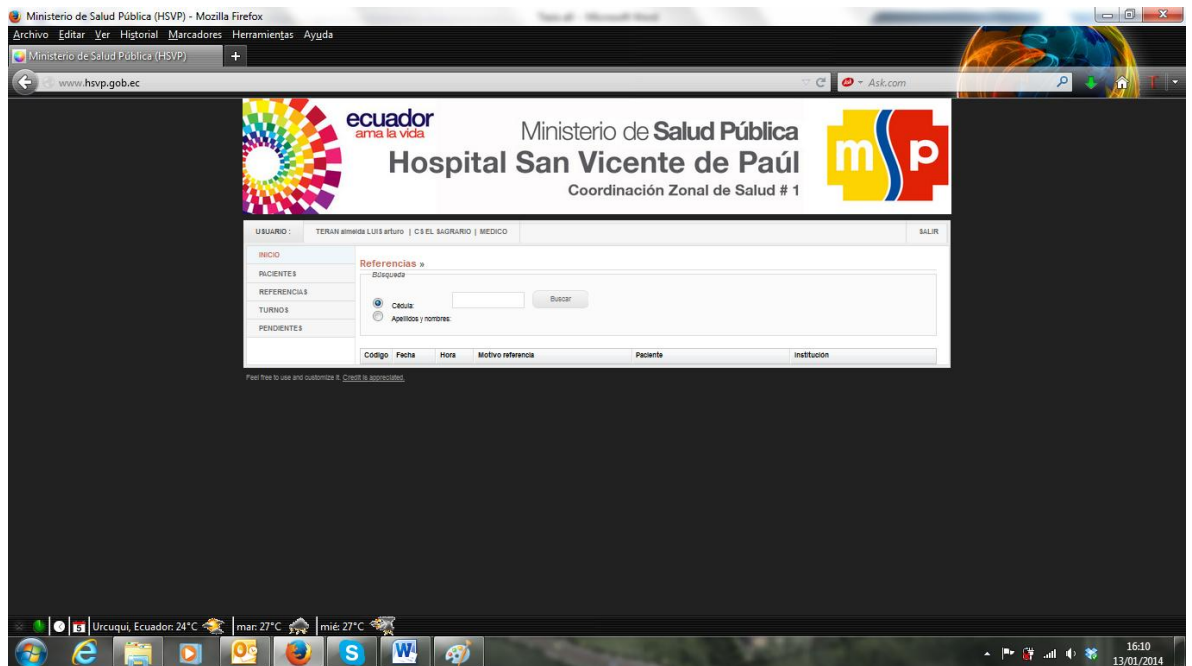 Ministerio de Salud Pública (HSVP) - Mozilla Firefox
Archivo Editar Ver Historial Marcadores Herramientas Ayuda
Ministerio de Salud Pública (HSVP) +
www.hsvp.gob.ec Ask.com
ecuador
ama la vida
Ministerio de Salud Pública
Hospital San Vicente de Paúl
Coordinación Zonal de Salud # 1
msp
USUARIO : TERAN almeida LUIS arturo | CS EL SAGRARIO | MEDICO SALIR
INICIO
PACIENTES
REFERENCIAS
TURNOS
PENDIENTES
Referencias »
Búsqueda
Cédula: Buscar
Apellidos y nombres:
Código Fecha Hora Motivo referencia Paciente Institución
Feel free to use and customize it. Credit is appreciated.
Urcuqui, Ecuador: 24°C mar: 27°C mié: 27°C
16:10
13/01/2014